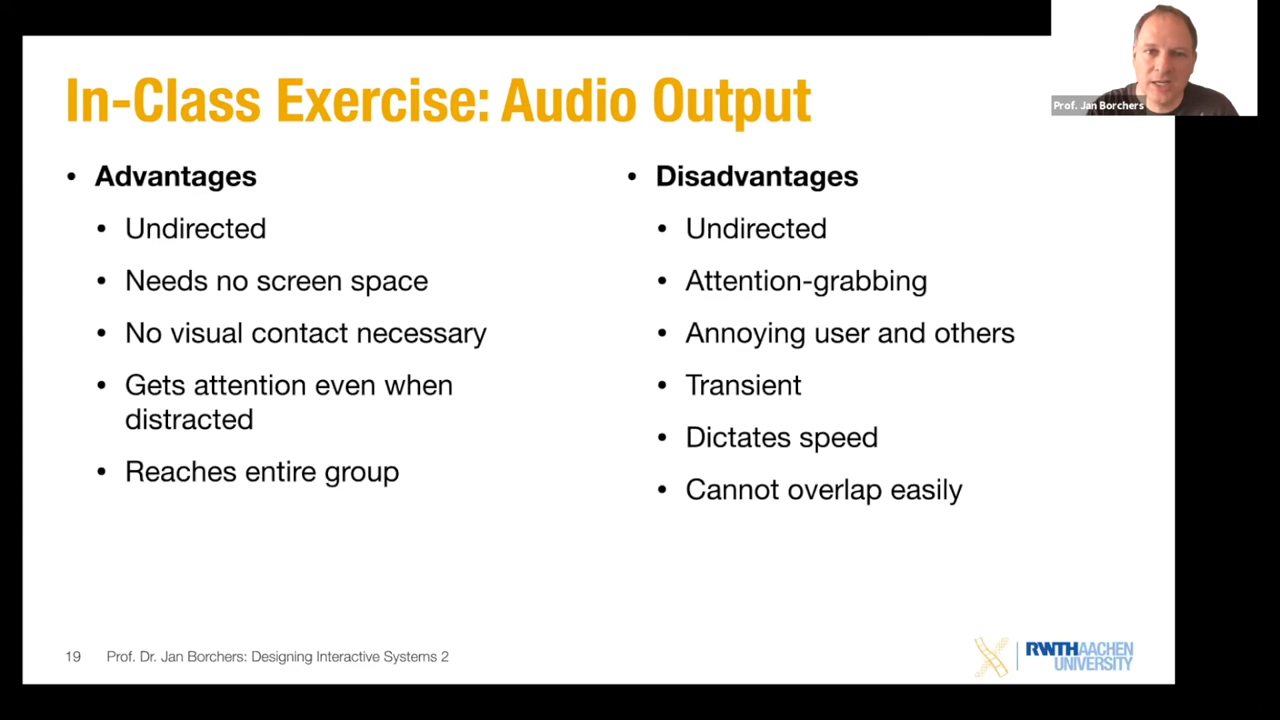 In-Class Exercise: Audio Output
Prof. Jan Borchers
• Advantages
• Undirected
• Needs no screen space
• No visual contact necessary
• Gets attention even when
distracted
• Reaches entire group
• Disadvantages
• Undirected
• Attention-grabbing
• Annoying user and others
• Transient
• Dictates speed
• Cannot overlap easily
19 Prof. Dr. Jan Borchers: Designing Interactive Systems 2
RWTHAACHEN
UNIVERSITY